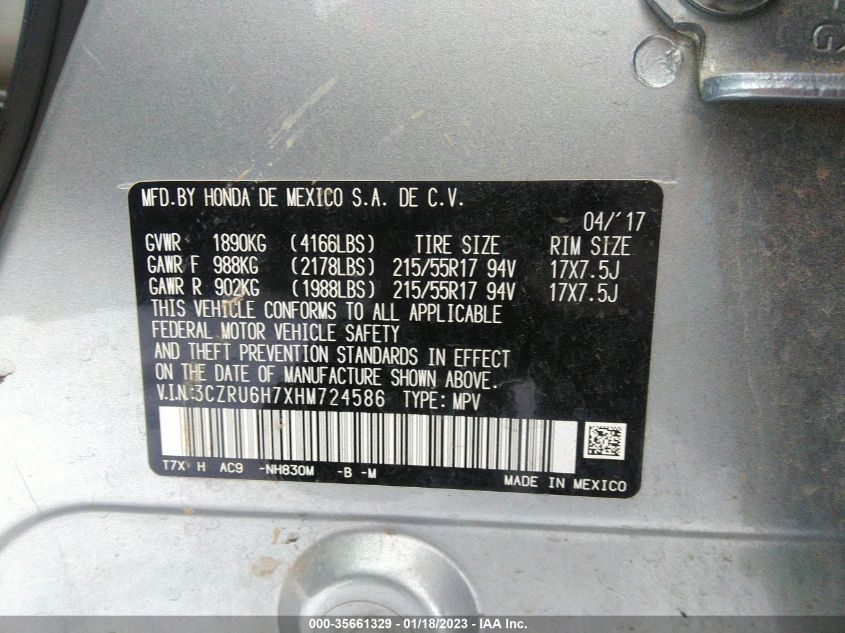 MFD.BY HONDA DE MEXICO S.A. DE C.V.
04/'17
GVWR 1890KG (4166LBS) TIRE SIZE RIM SIZE
GAWR F 988KG (2178LBS) 215/55R17 94V 17X7.5J
GAWR R 902KG (1988LBS) 215/55R17 94V 17X7.5J
THIS VEHICLE CONFORMS TO ALL APPLICABLE
FEDERAL MOTOR VEHICLE SAFETY
AND THEFT PREVENTION STANDARDS IN EFFECT
ON THE DATE OF MANUFACTURE SHOWN ABOVE.
V.I.N.:3CZRU6H7XHM724586 TYPE: MPV
T7X H AC9 -NH830M -B -M
MADE IN MEXICO
000-35661329 - 01/18/2023 - IAA Inc.